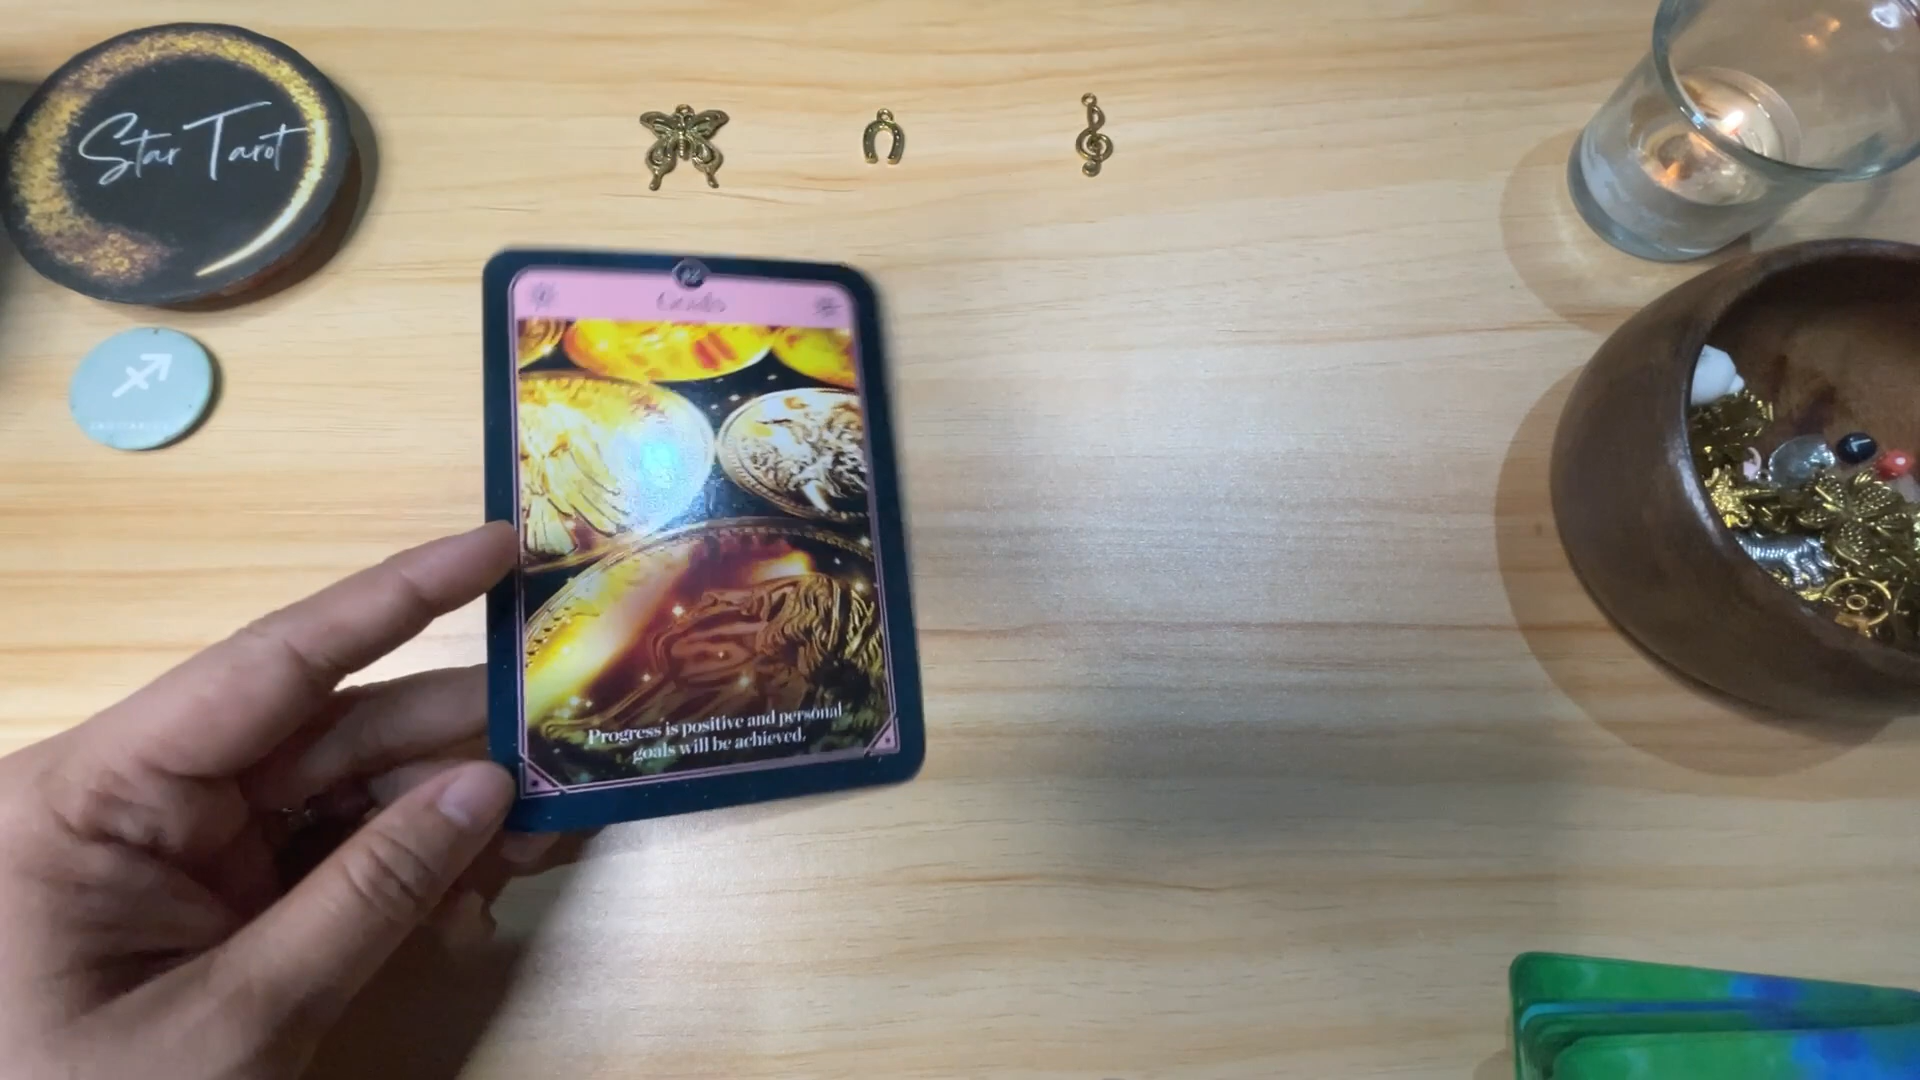 Star Tarot
Progress is positive and personal
goals will be achieved.